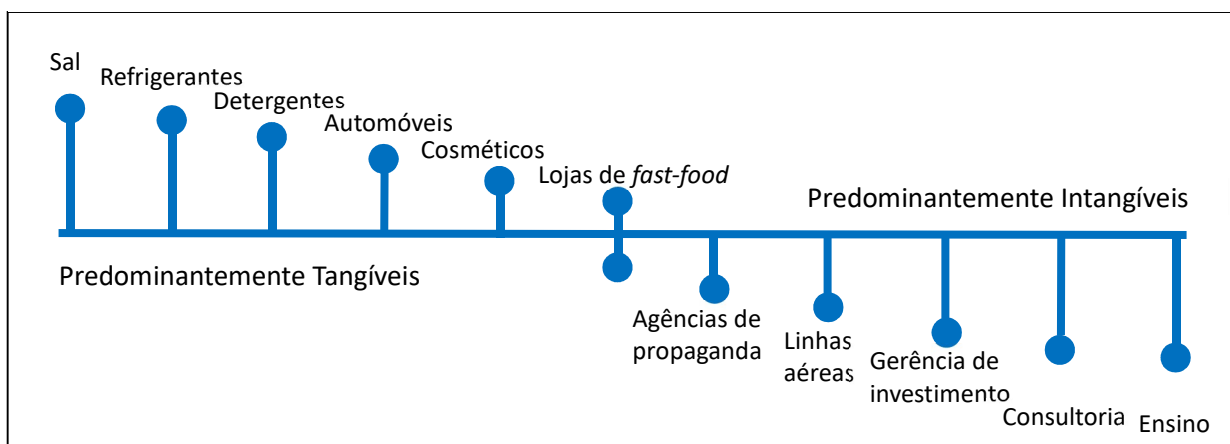 Sal
Refrigerantes
Detergentes
Automóveis
Cosméticos
Lojas de fast-food
Predominantemente Intangíveis
Predominantemente Tangíveis
Agências de
propaganda
Linhas
aéreas
Gerência de
investimento
Consultoria
Ensino